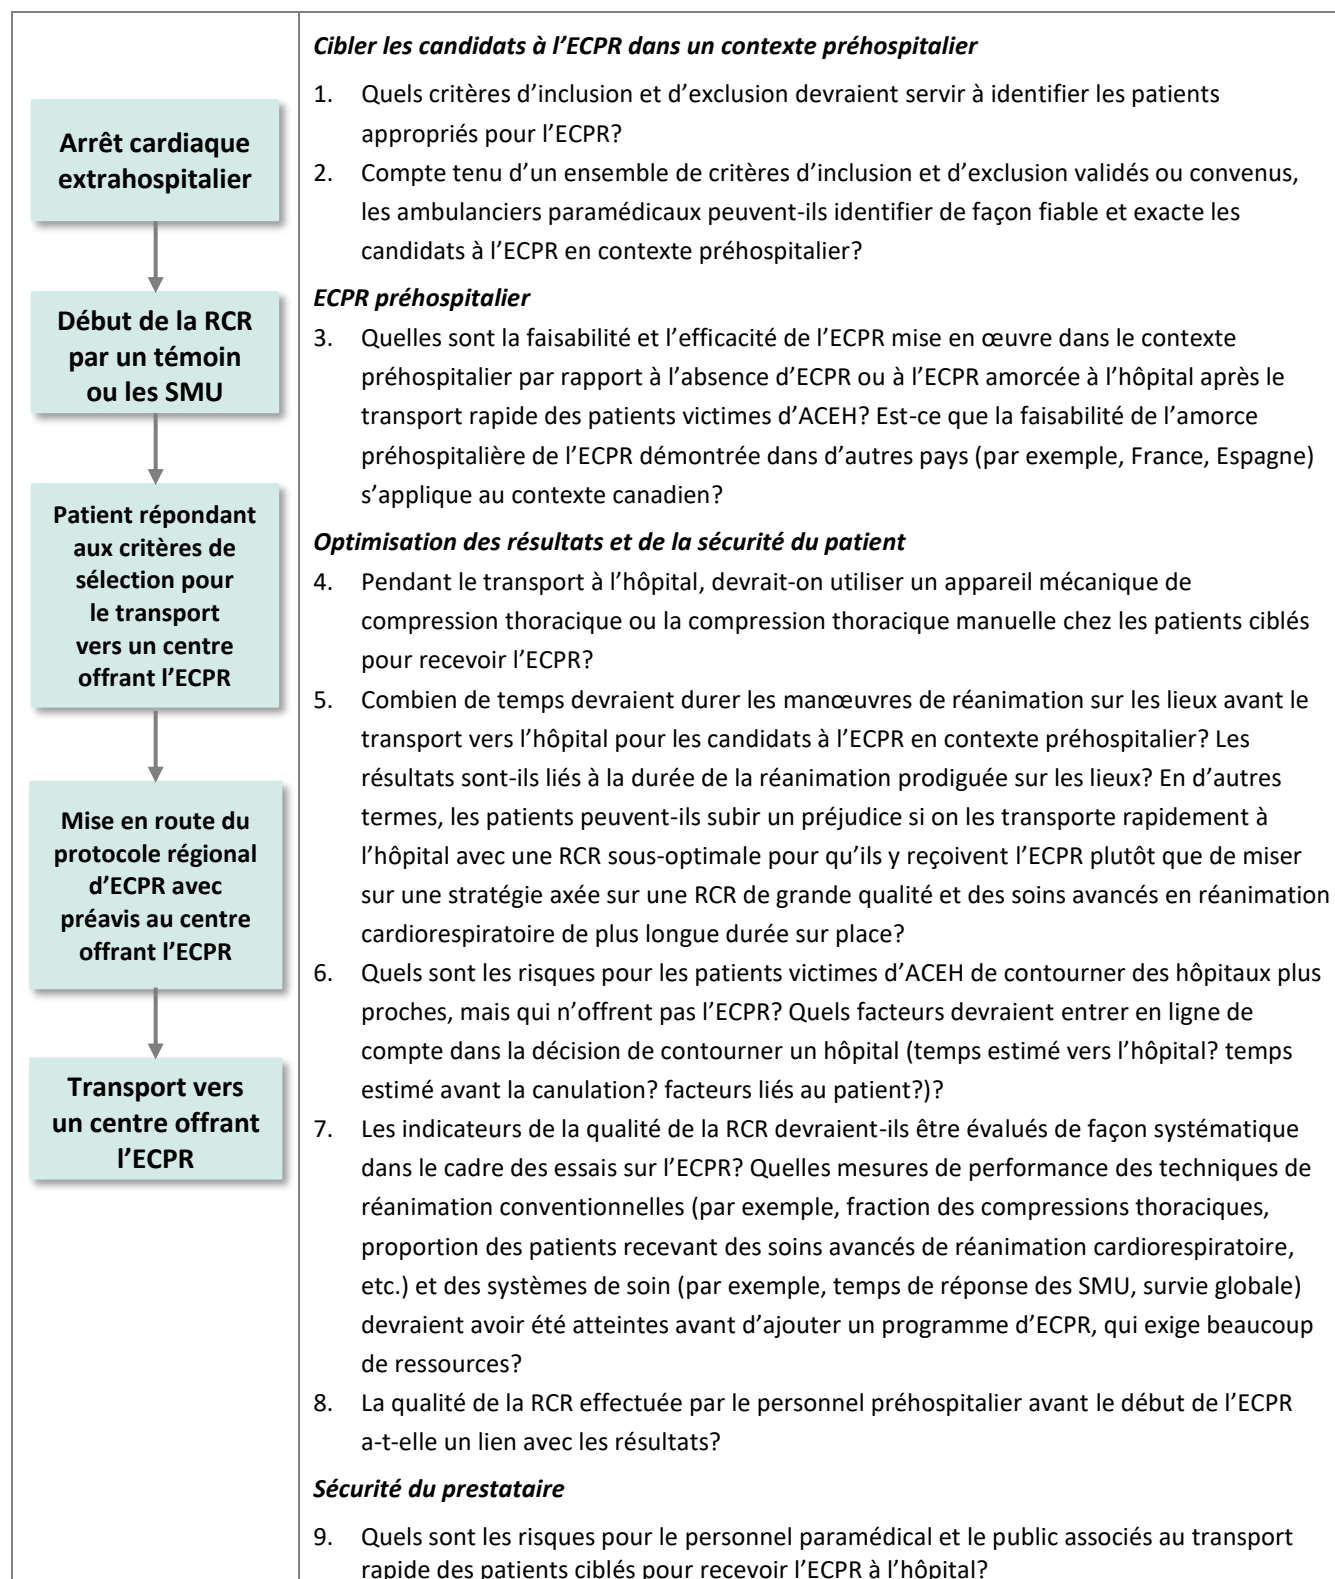 Arrêt cardiaque
extrahospitalier
Début de la RCR
par un témoin
ou les SMU
Patient répondant
aux critères de
sélection pour
le transport
vers un centre
offrant l’ECPR
Mise en route du
protocole régional
d’ECPR avec
préavis au centre
offrant l’ECPR
Transport vers
un centre offrant
l’ECPR
Cibler les candidats à l’ECPR dans un contexte préhospitalier
1. Quels critères d’inclusion et d’exclusion devraient servir à identifier les patients
appropriés pour l’ECPR?
2. Compte tenu d’un ensemble de critères d’inclusion et d’exclusion validés ou convenus,
les ambulanciers paramédicaux peuvent-ils identifier de façon fiable et exacte les
candidats à l’ECPR en contexte préhospitalier?
ECPR préhospitalier
3. Quelles sont la faisabilité et l’efficacité de l’ECPR mise en œuvre dans le contexte
préhospitalier par rapport à l’absence d’ECPR ou à l’ECPR amorcée à l’hôpital après le
transport rapide des patients victimes d’ACEH? Est-ce que la faisabilité de l’amorce
préhospitalière de l’ECPR démontrée dans d’autres pays (par exemple, France, Espagne)
s’applique au contexte canadien?
Optimisation des résultats et de la sécurité du patient
4. Pendant le transport à l’hôpital, devrait-on utiliser un appareil mécanique de
compression thoracique ou la compression thoracique manuelle chez les patients ciblés
pour recevoir l’ECPR?
5. Combien de temps devraient durer les manœuvres de réanimation sur les lieux avant le
transport vers l’hôpital pour les candidats à l’ECPR en contexte préhospitalier? Les
résultats sont-ils liés à la durée de la réanimation prodiguée sur les lieux? En d’autres
termes, les patients peuvent-ils subir un préjudice si on les transporte rapidement à
l’hôpital avec une RCR sous-optimale pour qu’ils y reçoivent l’ECPR plutôt que de miser
sur une stratégie axée sur une RCR de grande qualité et des soins avancés en réanimation
cardiorespiratoire de plus longue durée sur place?
6. Quels sont les risques pour les patients victimes d’ACEH de contourner des hôpitaux plus
proches, mais qui n’offrent pas l’ECPR? Quels facteurs devraient entrer en ligne de
compte dans la décision de contourner un hôpital (temps estimé vers l’hôpital? temps
estimé avant la canulation? facteurs liés au patient?)?
7. Les indicateurs de la qualité de la RCR devraient-ils être évalués de façon systématique
dans le cadre des essais sur l’ECPR? Quelles mesures de performance des techniques de
réanimation conventionnelles (par exemple, fraction des compressions thoraciques,
proportion des patients recevant des soins avancés de réanimation cardiorespiratoire,
etc.) et des systèmes de soin (par exemple, temps de réponse des SMU, survie globale)
devraient avoir été atteintes avant d’ajouter un programme d’ECPR, qui exige beaucoup
de ressources?
8. La qualité de la RCR effectuée par le personnel préhospitalier avant le début de l’ECPR
a-t-elle un lien avec les résultats?
Sécurité du prestataire
9. Quels sont les risques pour le personnel paramédical et le public associés au transport
rapide des patients ciblés pour recevoir l’ECPR à l’hôpital?